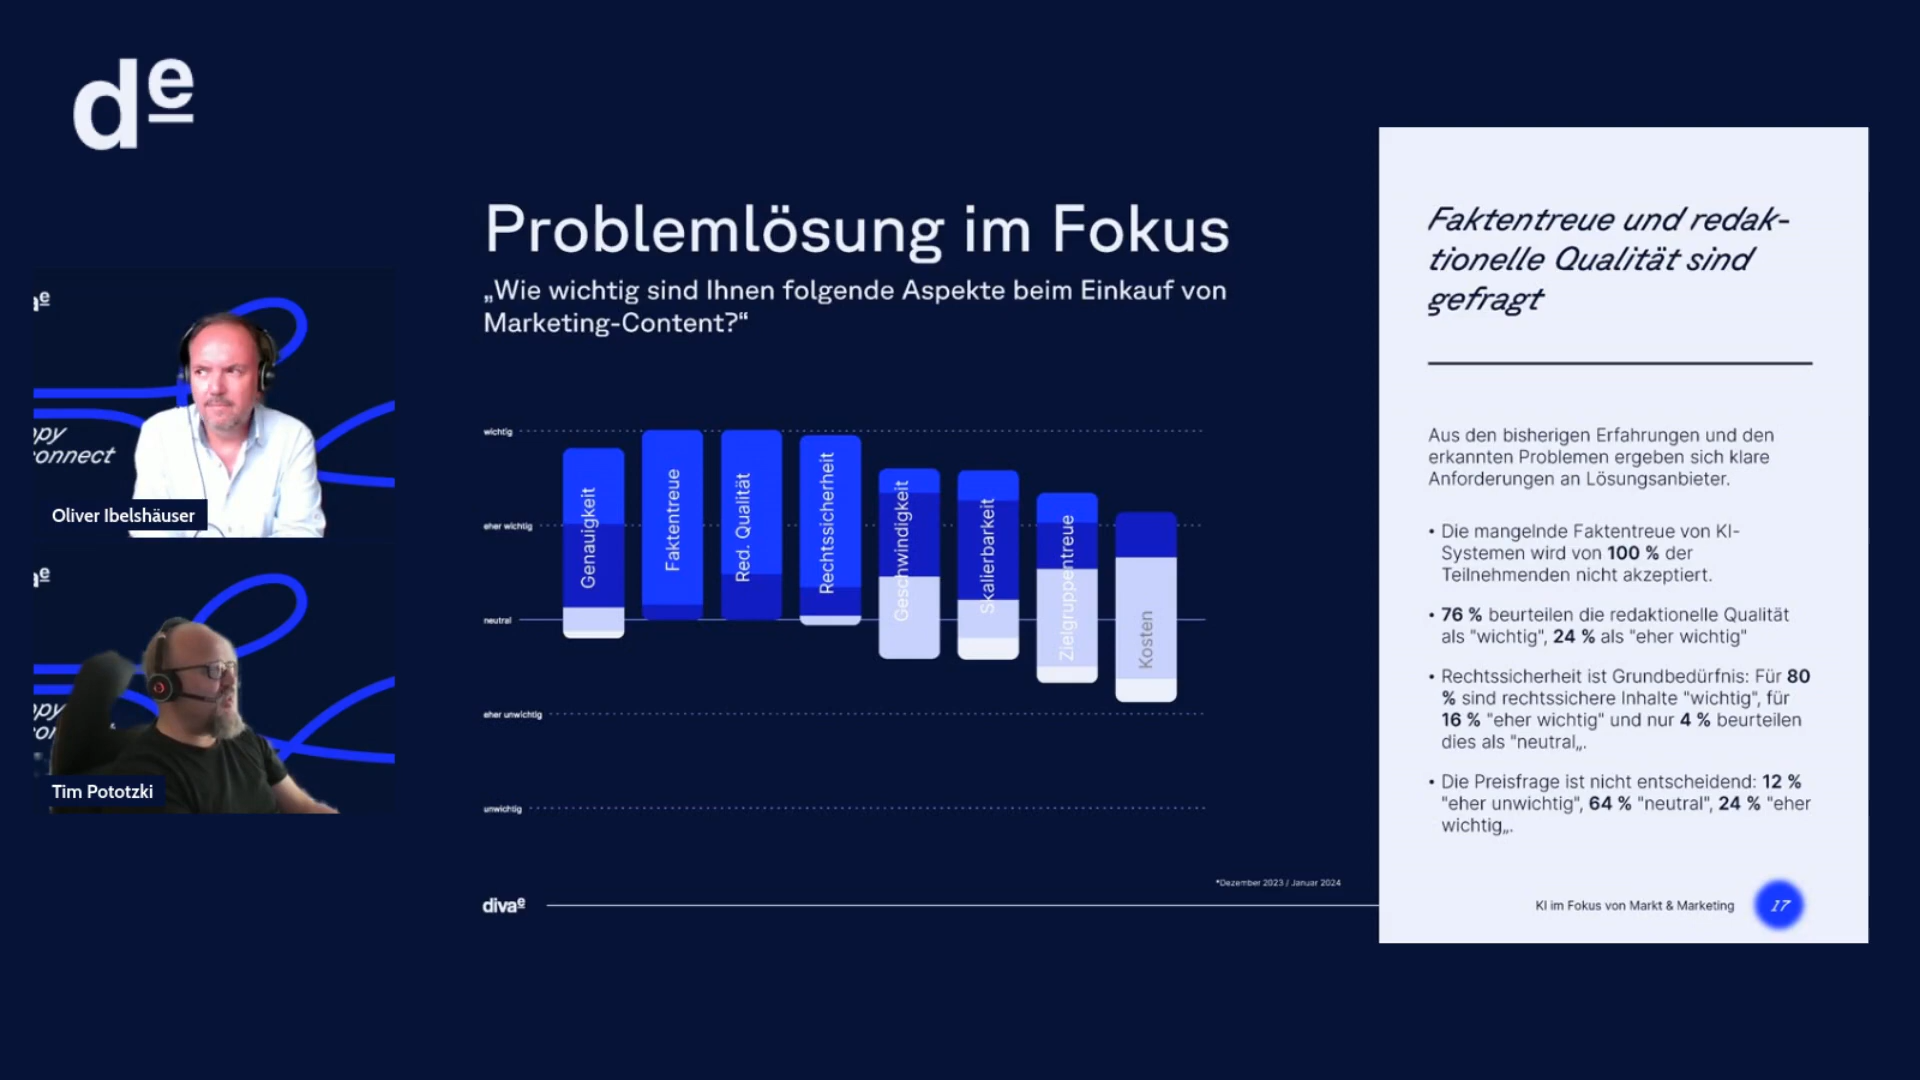 de
Problemlösung im Fokus
„Wie wichtig sind Ihnen folgende Aspekte beim Einkauf von
Marketing-Content?“
wichtig
eher wichtig
neutral
eher unwichtig
unwichtig
Genauigkeit
Faktentreue
Red. Qualität
Rechtssicherheit
Geschwindigkeit
Skalierbarkeit
Zielgruppentreue
Kosten
*Dezember 2023 / Januar 2024
divae
Faktentreue und redak-
tionelle Qualität sind
gefragt
Aus den bisherigen Erfahrungen und den
erkannten Problemen ergeben sich klare
Anforderungen an Lösungsanbieter.
• Die mangelnde Faktentreue von KI-
Systemen wird von 100 % der
Teilnehmenden nicht akzeptiert.
• 76 % beurteilen die redaktionelle Qualität
als "wichtig", 24 % als "eher wichtig"
• Rechtssicherheit ist Grundbedürfnis: Für 80
% sind rechtssichere Inhalte "wichtig", für
16 % "eher wichtig" und nur 4 % beurteilen
dies als "neutral„.
• Die Preisfrage ist nicht entscheidend: 12 %
"eher unwichtig", 64 % "neutral", 24 % "eher
wichtig„.
KI im Fokus von Markt & Marketing
17
ae
py
onnect
Oliver Ibelshäuser
ae
py
Tim Pototzki